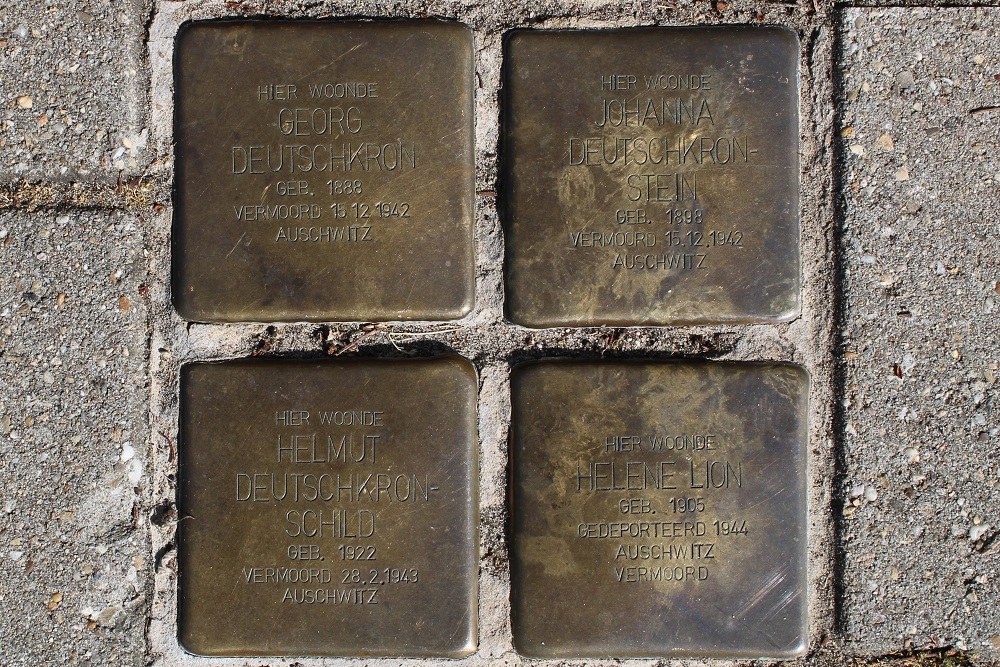 HIER WOONDE
GEORG
DEUTSCHKRON
GEB. 1888
VERMOORD 15.12.1942
AUSCHWITZ
HIER WOONDE
JOHANNA
DEUTSCHKRON-
STEIN
GEB. 1898
VERMOORD 15.12.1942
AUSCHWITZ
HIER WOONDE
HELMUT
DEUTSCHKRON-
SCHILD
GEB. 1922
VERMOORD 28.2.1943
AUSCHWITZ
HIER WOONDE
HELENE LION
GEB. 1905
GEDEPORTEERD 1944
AUSCHWITZ
VERMOORD